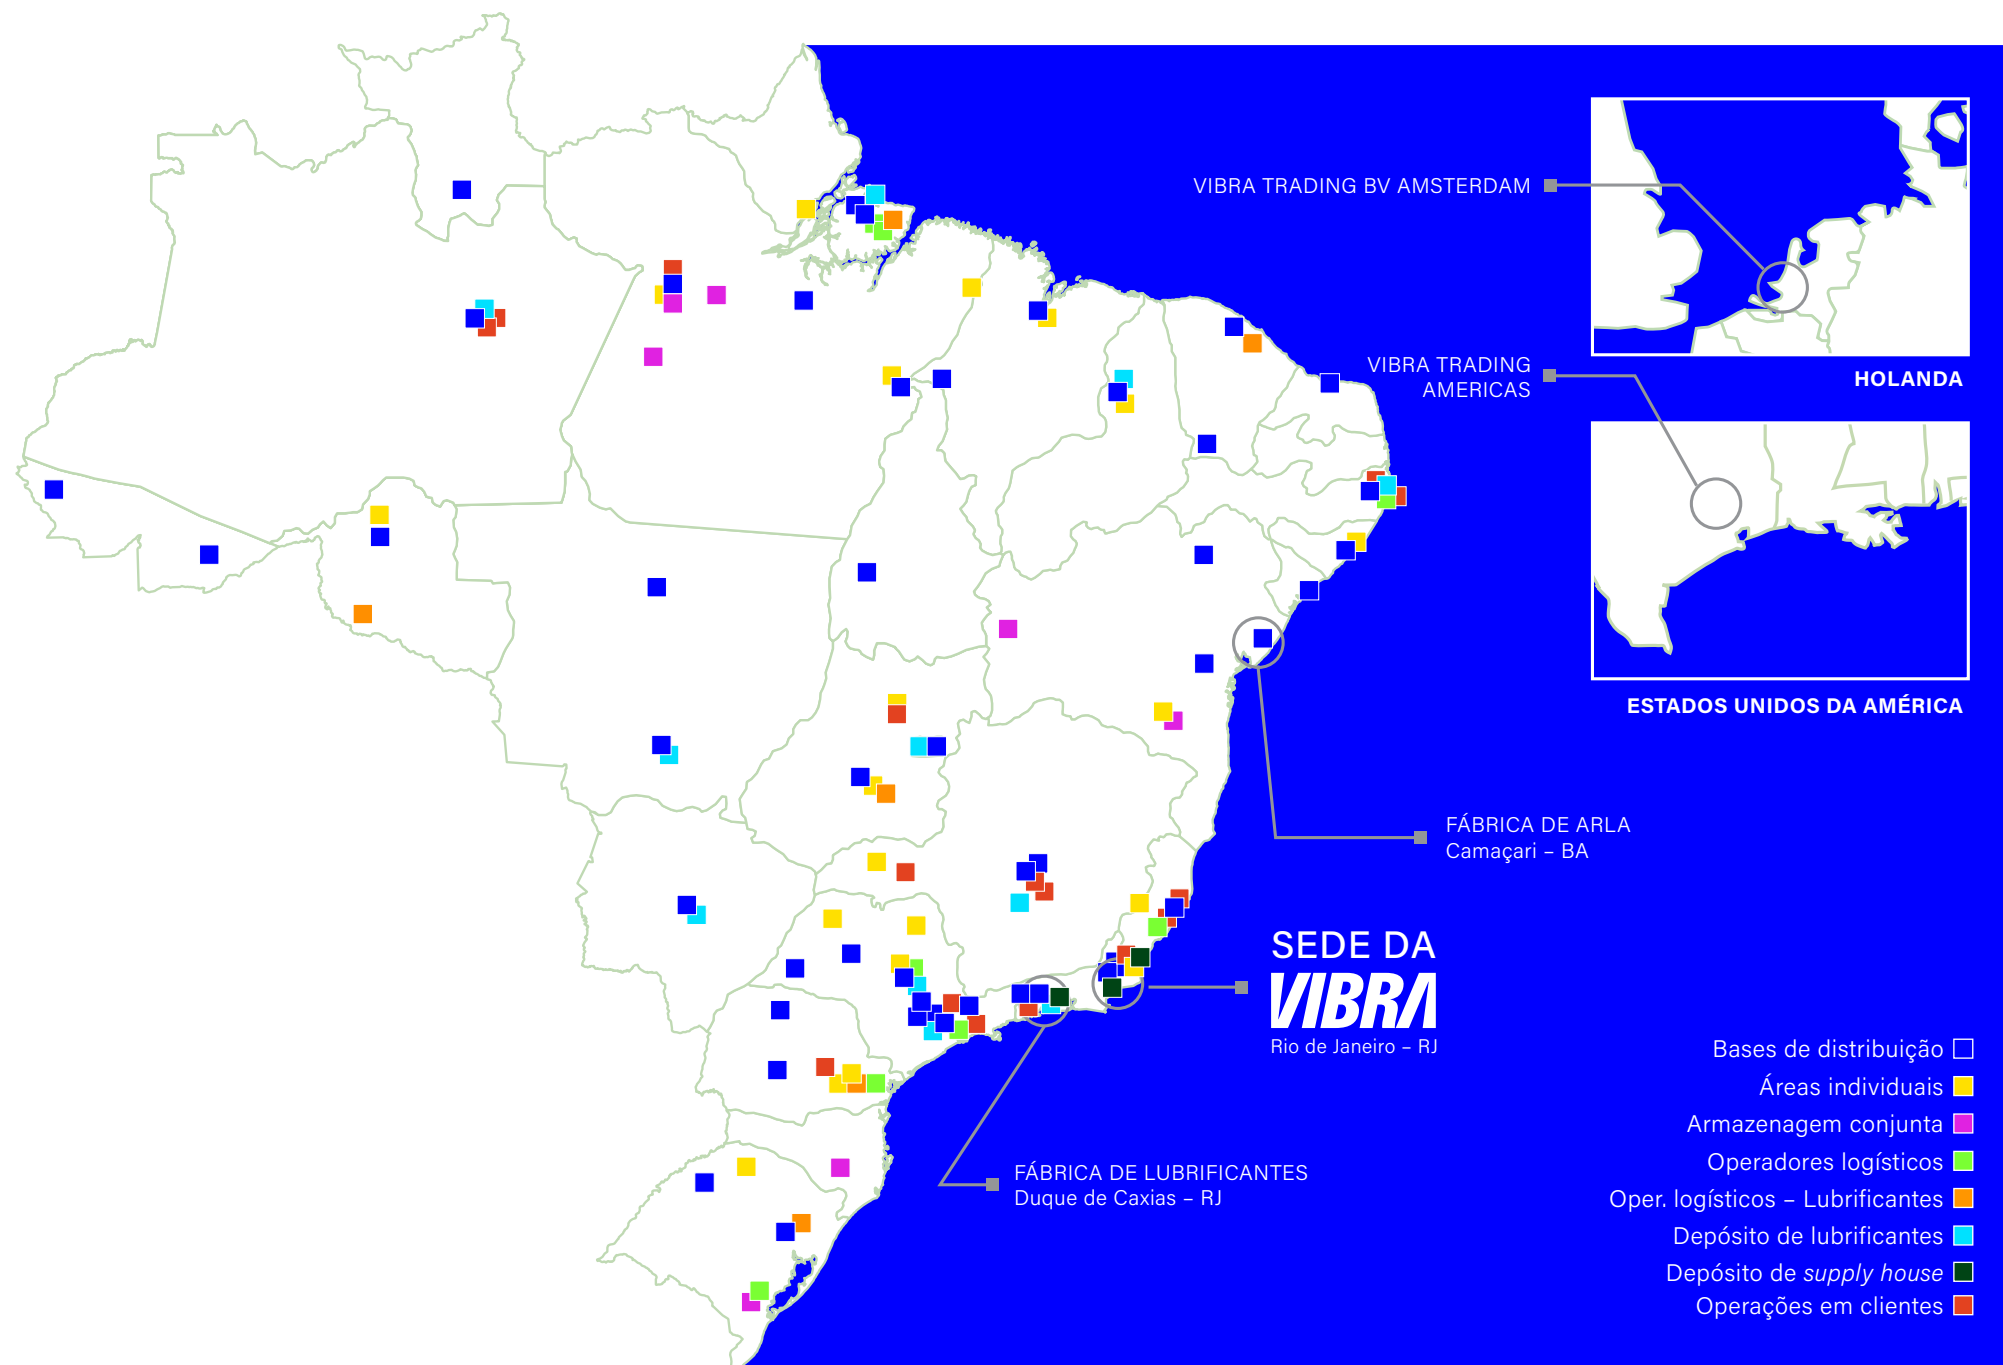 VIBRA TRADING BV AMSTERDAM
HOLANDA
VIBRA TRADING
AMERICAS
ESTADOS UNIDOS DA AMÉRICA
FÁBRICA DE ARLA
Camaçari – BA
SEDE DA
VIBRA
Rio de Janeiro – RJ
FÁBRICA DE LUBRIFICANTES
Duque de Caxias – RJ
Bases de distribuição
Áreas individuais
Armazenagem conjunta
Operadores logísticos
Oper. logísticos – Lubrificantes
Depósito de lubrificantes
Depósito de supply house
Operações em clientes